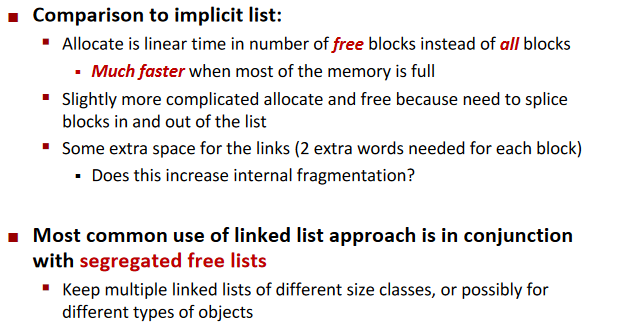 Comparison to implicit list:
Allocate is linear time in number of free blocks instead of all blocks
Much faster when most of the memory is full
Slightly more complicated allocate and free because need to splice
blocks in and out of the list
Some extra space for the links (2 extra words needed for each block)
Does this increase internal fragmentation?
Most common use of linked list approach is in conjunction
with segregated free lists
Keep multiple linked lists of different size classes, or possibly for
different types of objects